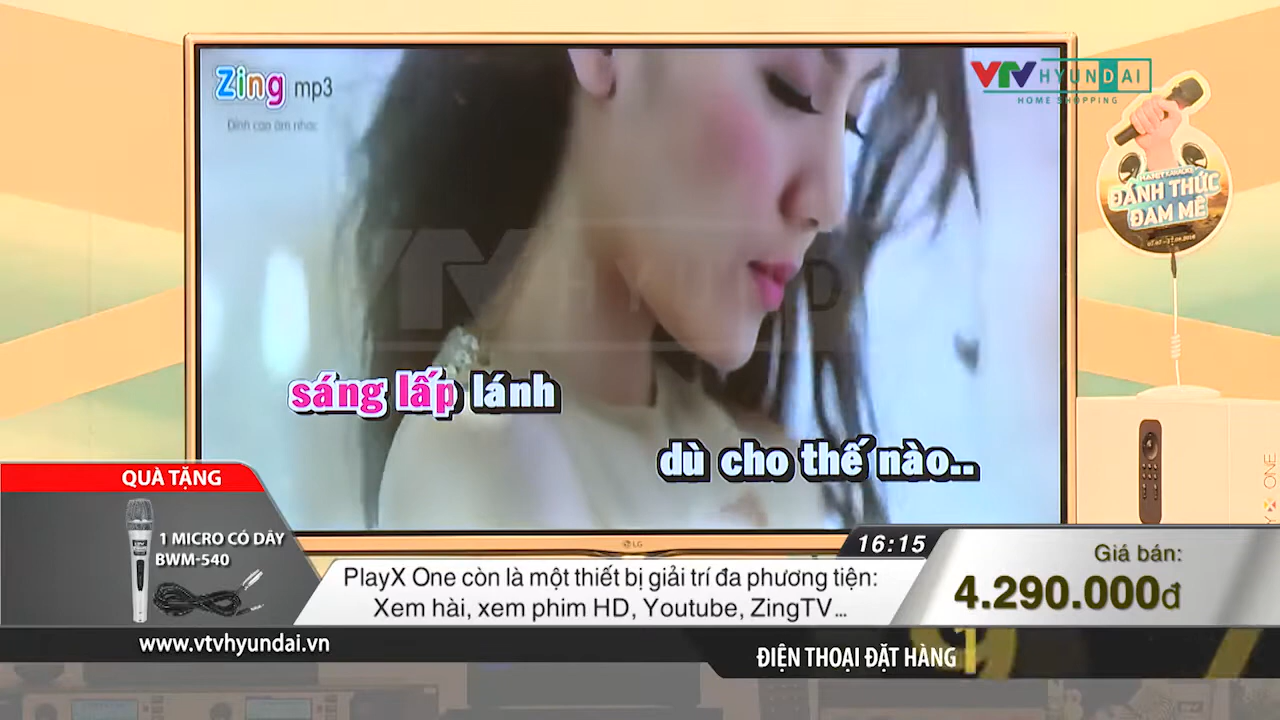 Zing mp3
Đỉnh cao âm nhạc
VTV HYUNDAI
HOME SHOPPING
ĐÁNH THỨC
ĐAM MÊ
sáng lấp lánh
dù cho thế nào..
LG
QUÀ TẶNG
1 MICRO CÓ DÂY
BWM-540
16:15
PlayX One còn là một thiết bị giải trí đa phương tiện:
Xem hài, xem phim HD, Youtube, ZingTV...
Giá bán:
4.290.000đ
www.vtvhyundai.vn
ĐIỆN THOẠI ĐẶT HÀNG